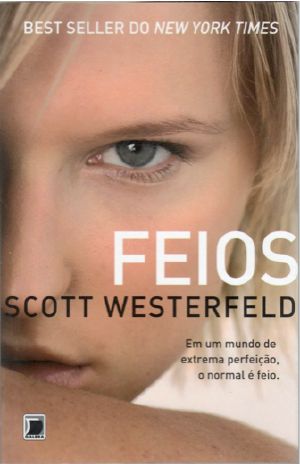 BEST SELLER DO NEW YORK TIMES
FEIOS
SCOTT WESTERFELD
Em um mundo de
extrema perfeição,
o normal é feio.